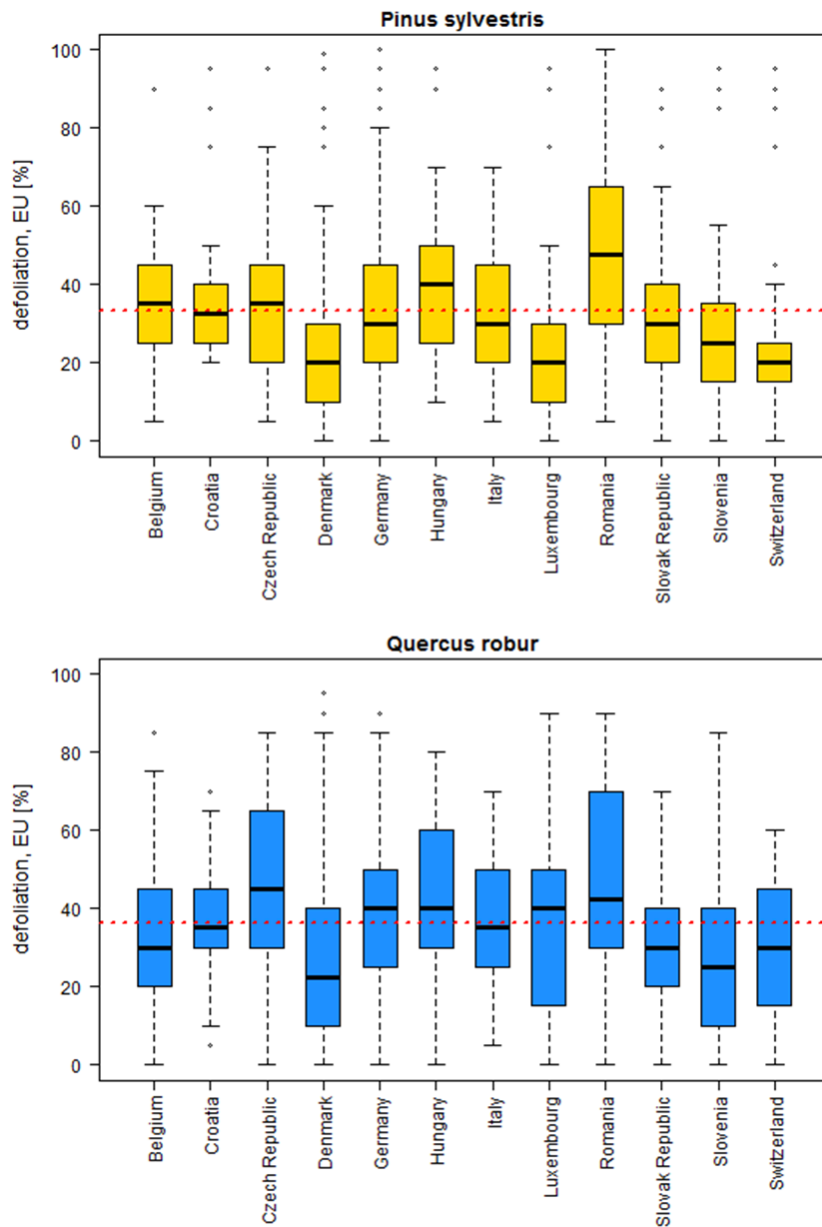 Pinus sylvestris
100
80
60
40
20
0
defoliation, EU [%]
Belgium
Croatia
Czech Republic
Denmark
Germany
Hungary
Italy
Luxembourg
Romania
Slovak Republic
Slovenia
Switzerland
Quercus robur
100
80
60
40
20
0
defoliation, EU [%]
Belgium
Croatia
Czech Republic
Denmark
Germany
Hungary
Italy
Luxembourg
Romania
Slovak Republic
Slovenia
Switzerland